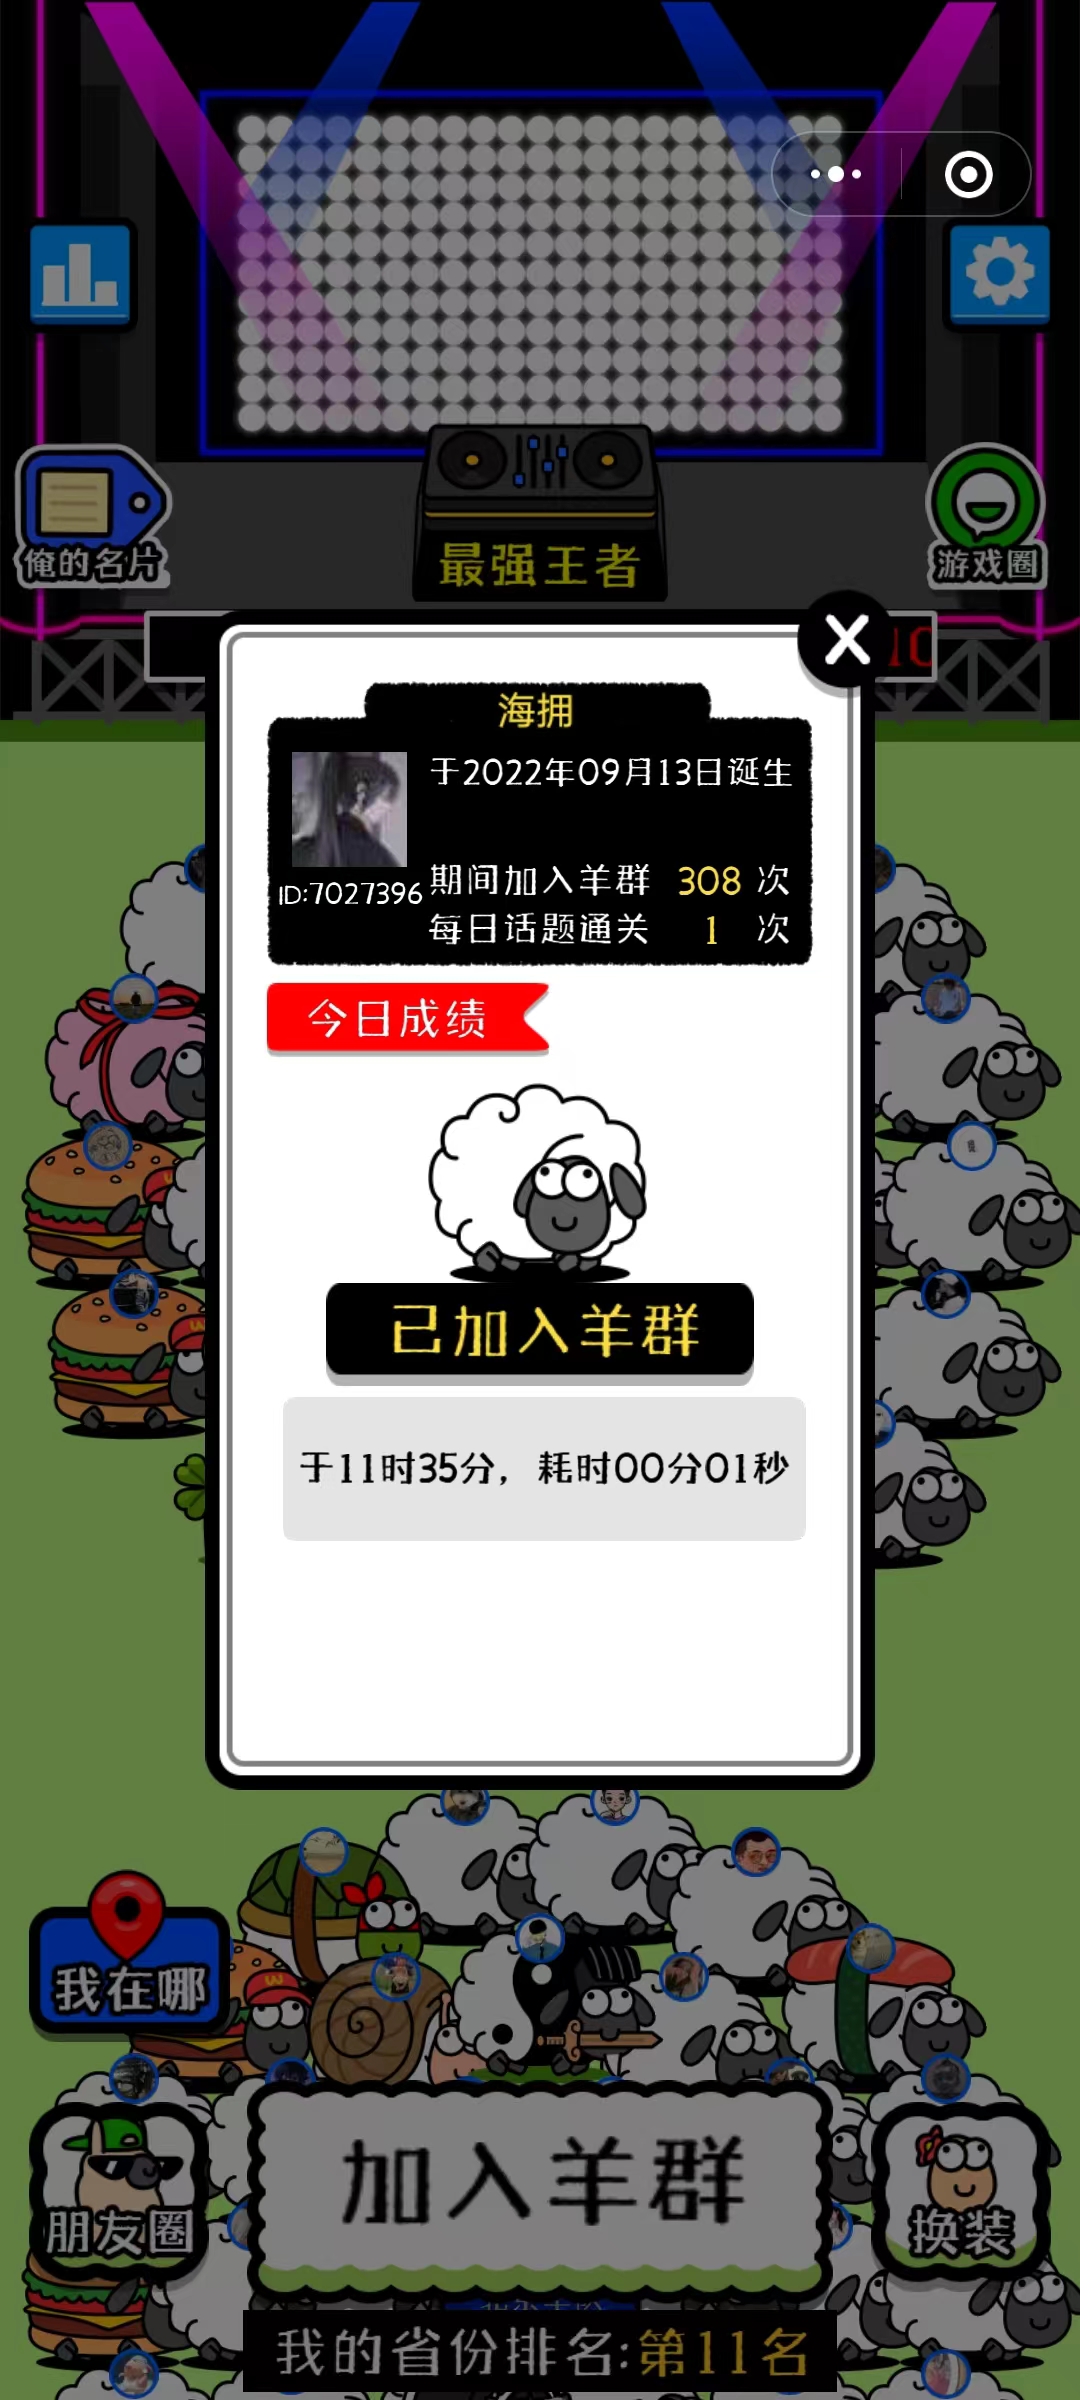 俺的名片
最强王者
游戏圈
10
海拥
于2022年09月13日诞生
ID:7027396
期间加入羊群 308 次
每日话题通关 1 次
今日成绩
已加入羊群
于11时35分，耗时00分01秒
我在哪
朋友圈
加入羊群
换装
我的省份排名:第11名